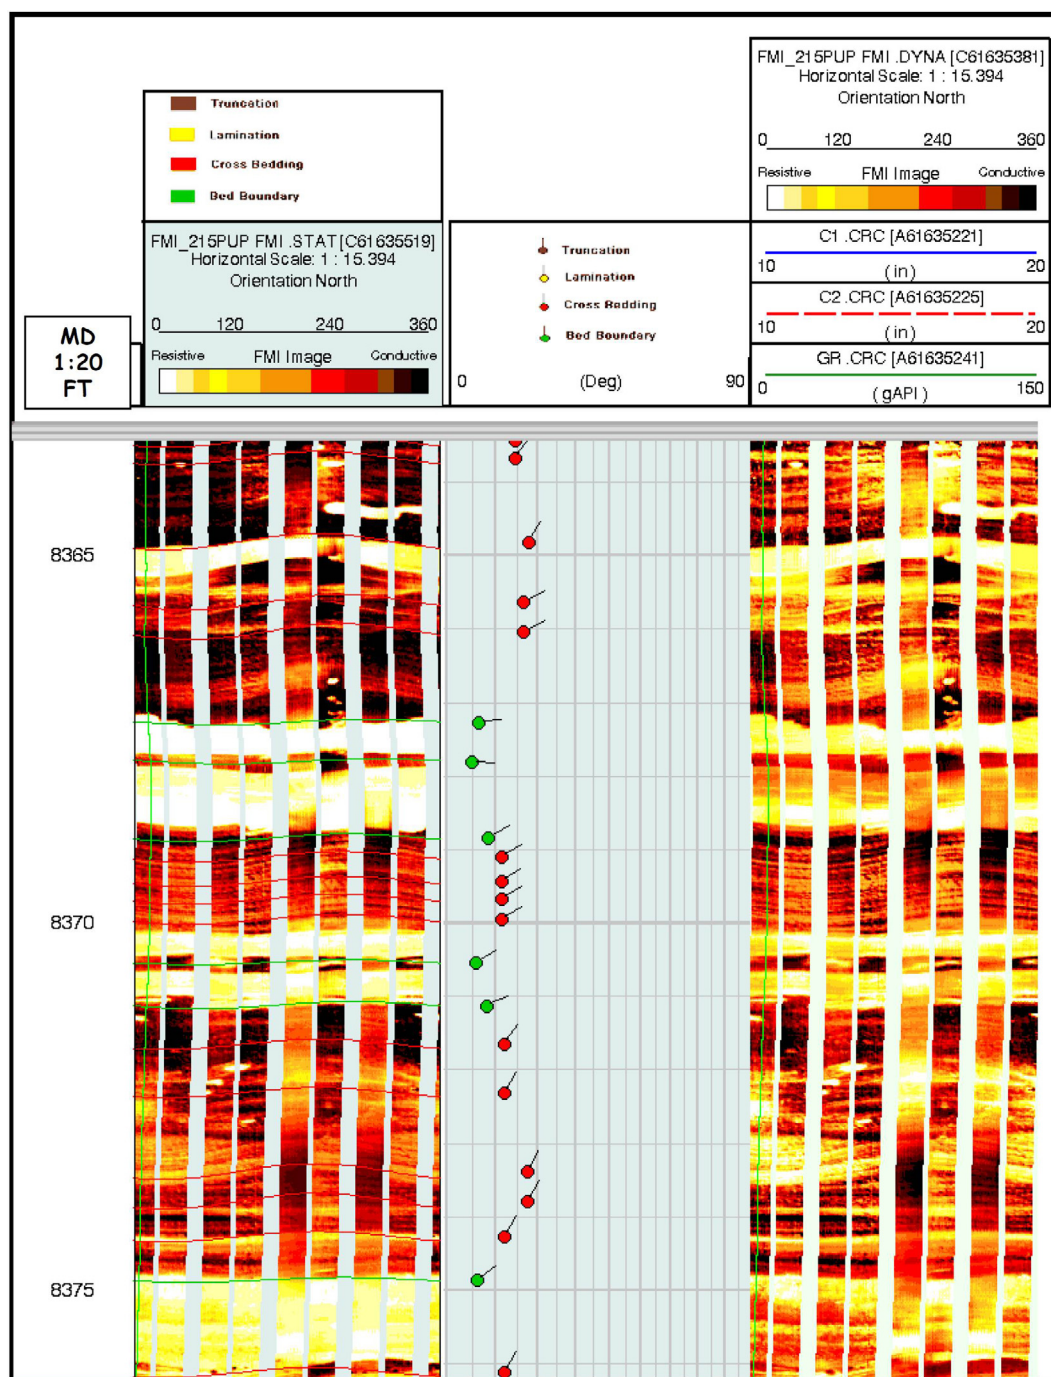 FMI_215PUP FMI .DYNA [C61635381]
Horizontal Scale: 1 : 15.394
Orientation North
0 120 240 360
Resistive FMI Image Conductive
Truncation
Lamination
Cross Bedding
Bed Boundary
FMI_215PUP FMI .STAT [C61635519]
Horizontal Scale: 1 : 15.394
Orientation North
0 120 240 360
Resistive FMI Image Conductive
Truncation
Lamination
Cross Bedding
Bed Boundary
0 (Deg) 90
C1 .CRC [A61635221]
10 (in) 20
C2 .CRC [A61635225]
10 (in) 20
GR .CRC [A61635241]
0 (gAPI) 150
MD
1:20
FT
8365
8370
8375